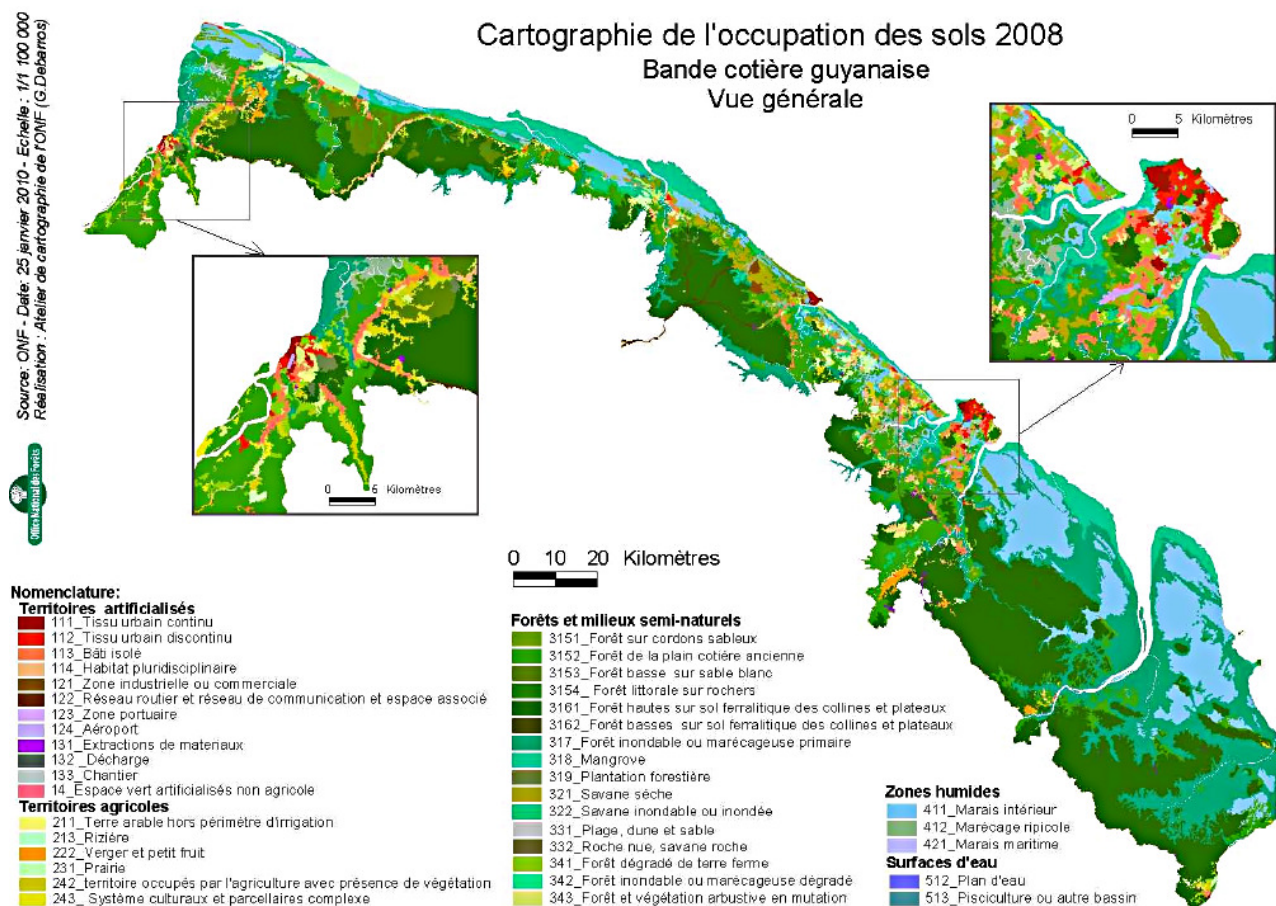 Cartographie de l'occupation des sols 2008
Bande cotière guyanaise
Vue générale
Source: ONF - Date: 25 janvier 2010 - Echelle : 1/1 100 000
Réalisation : Atelier de cartographie de l'ONF (G.Debarros)
Office National des Forêts
0 5 Kilomètres
0 5 Kilomètres
0 10 20 Kilomètres
Nomenclature:
Territoires artificialisés
111_Tissu urbain continu
112_Tissu urbain discontinu
113_Bâti isolé
114_Habitat pluridisciplinaire
121_Zone industrielle ou commerciale
122_Réseau routier et réseau de communication et espace associé
123_Zone portuaire
124_Aéroport
131_Extractions de materiaux
132_Décharge
133_Chantier
14_Espace vert artificialisés non agricole
Territoires agricoles
211_Terre arable hors périmètre d'irrigation
213_Rizière
222_Verger et petit fruit
231_Prairie
242_territoire occupés par l'agriculture avec présence de végétation
243_ Système culturaux et parcellaires complexe
Forêts et milieux semi-naturels
3151_Forêt sur cordons sableux
3152_Forêt de la plain cotière ancienne
3153_Forêt basse sur sable blanc
3154_ Forêt littorale sur rochers
3161_Forêt hautes sur sol ferralitique des collines et plateaux
3162_Forêt basses sur sol ferralitique des collines et plateaux
317_Forêt inondable ou marécageuse primaire
318_Mangrove
319_Plantation forestière
321_Savane sèche
322_Savane inondable ou inondée
331_Plage, dune et sable
332_Roche nue, savane roche
341_Forêt dégradé de terre ferme
342_Forêt inondable ou marécageuse dégradé
343_Forêt et végétation arbustive en mutation
Zones humides
411_Marais intérieur
412_Marécage ripicole
421_Marais maritime
Surfaces d'eau
512_Plan d'eau
513_Pisciculture ou autre bassin